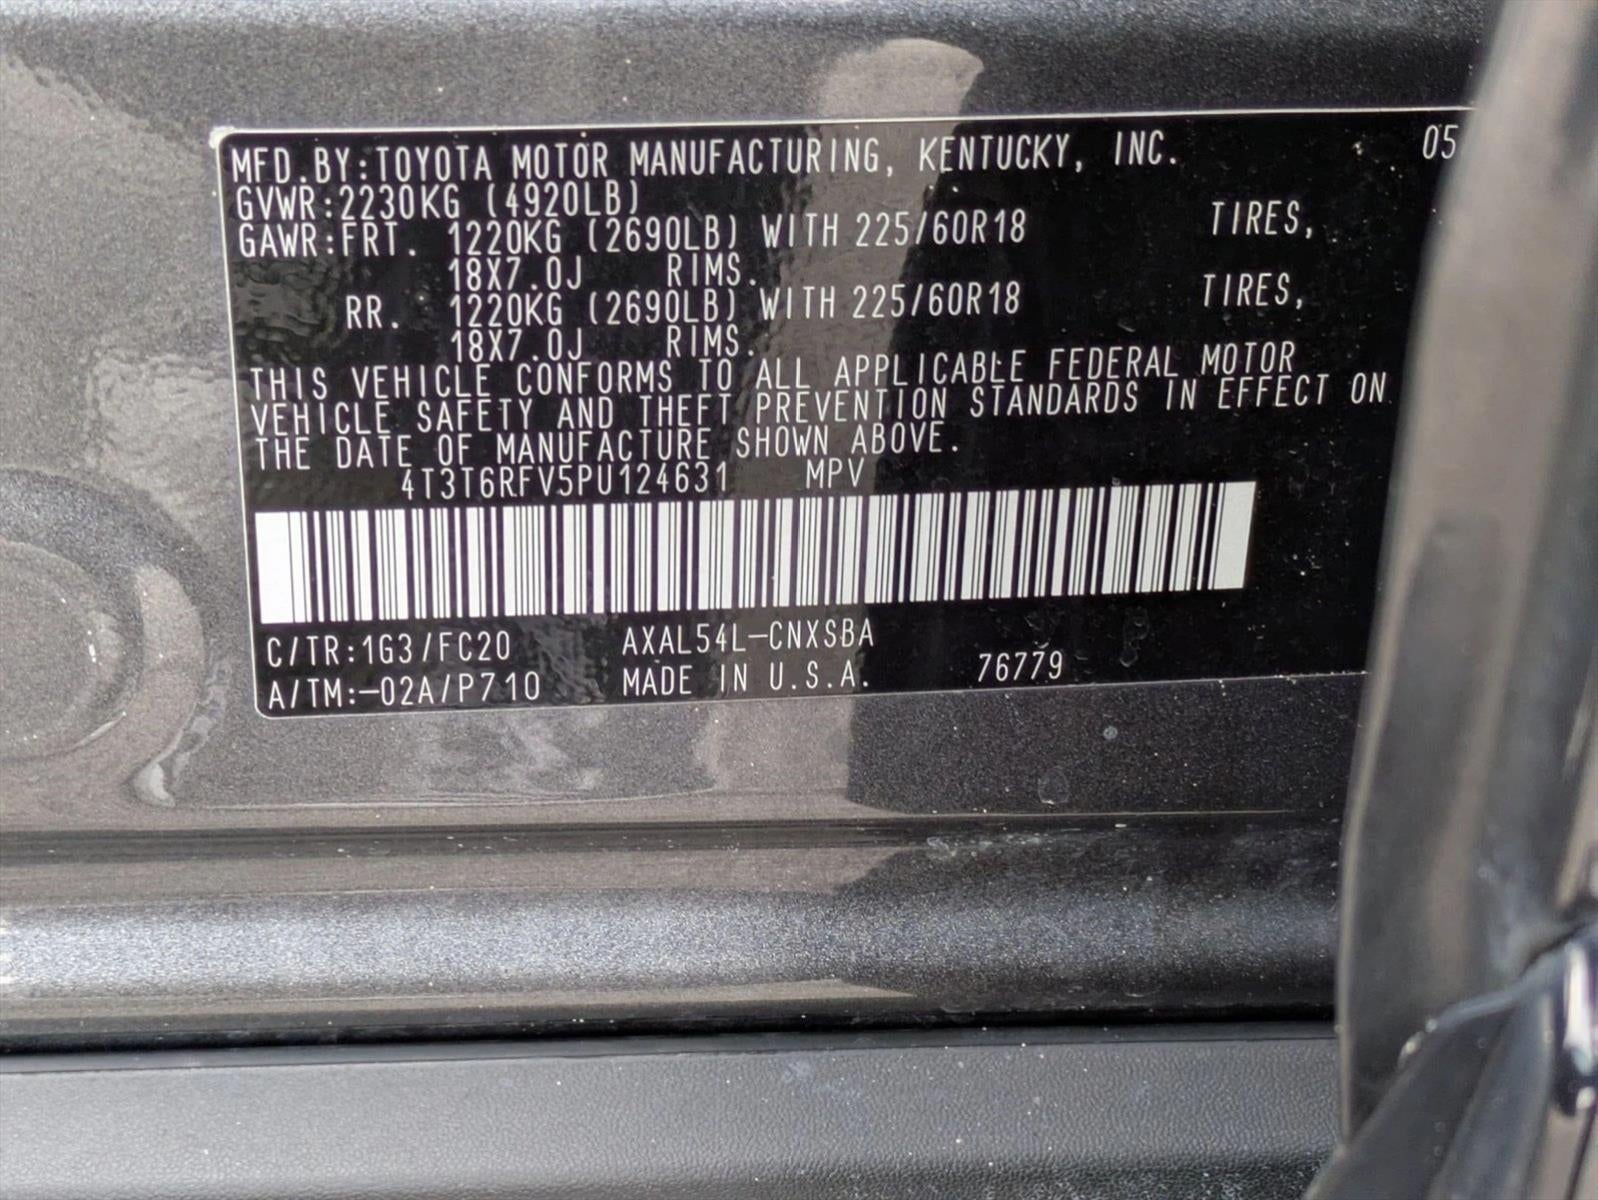 MFD.BY:TOYOTA MOTOR MANUFACTURING, KENTUCKY, INC. 05
GVWR:2230KG (4920LB)
GAWR:FRT. 1220KG (2690LB) WITH 225/60R18 TIRES,
18X7.0J RIMS.
RR. 1220KG (2690LB) WITH 225/60R18 TIRES,
18X7.0J RIMS.
THIS VEHICLE CONFORMS TO ALL APPLICABLE FEDERAL MOTOR
VEHICLE SAFETY AND THEFT PREVENTION STANDARDS IN EFFECT ON
THE DATE OF MANUFACTURE SHOWN ABOVE.
4T3T6RFV5PU124631 MPV
C/TR:1G3/FC20 AXAL54L-CNXSBA
A/TM:-02A/P710 MADE IN U.S.A. 76779